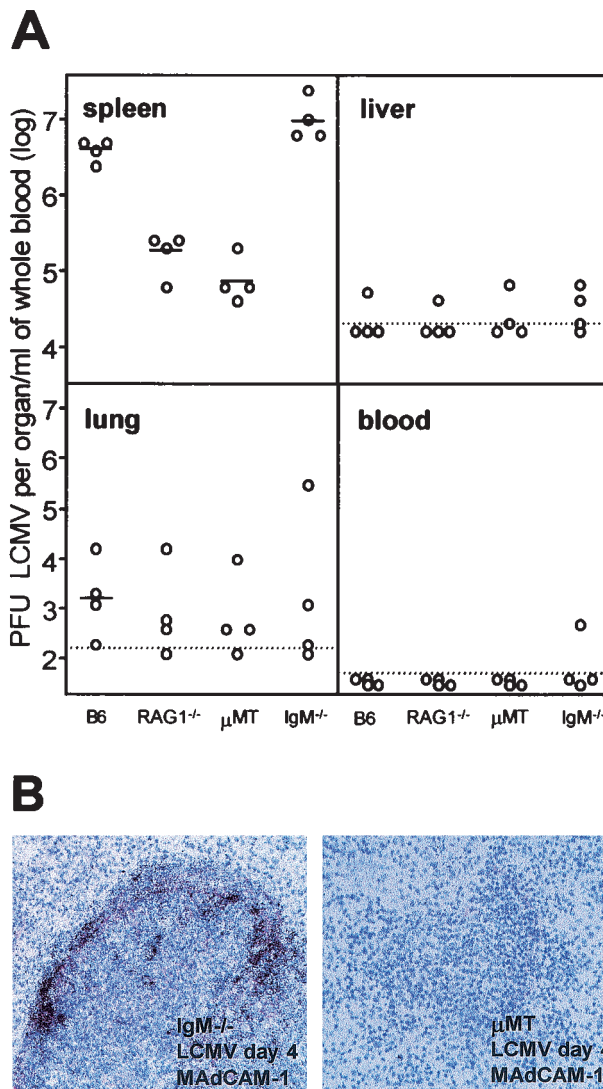 A
PFU LCMV per organ/ml of whole blood (log)
spleen
7
6
5
4
liver
lung
7
6
5
4
3
2
blood
B6 RAG1-/- μMT IgM-/- B6 RAG1-/- μMT IgM-/-
B
IgM-/-
LCMV day 4
MAdCAM-1
μMT
LCMV day 4
MAdCAM-1